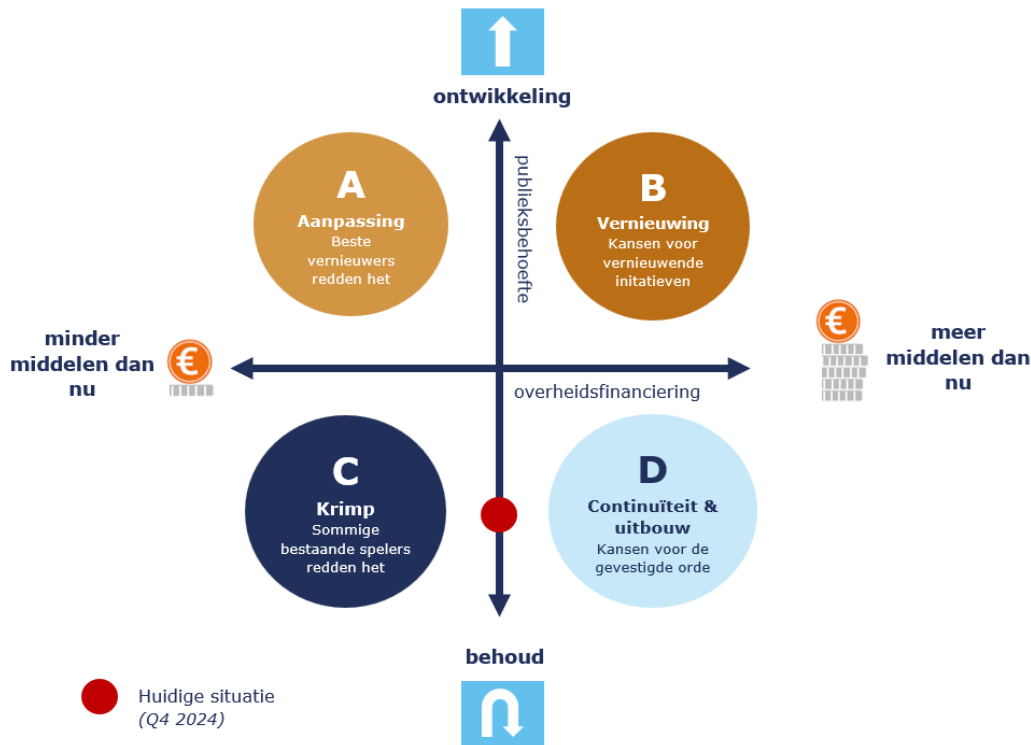 ontwikkeling
publieksbehoefte
A
Aanpassing
Beste
vernieuwers
redden het
B
Vernieuwing
Kansen voor
vernieuwende
initatieven
minder
middelen dan
nu
€
€
meer
middelen dan
nu
overheidsfinanciering
C
Krimp
Sommige
bestaande spelers
redden het
D
Continuïteit &
uitbouw
Kansen voor de
gevestigde orde
behoud
Huidige situatie
(Q4 2024)